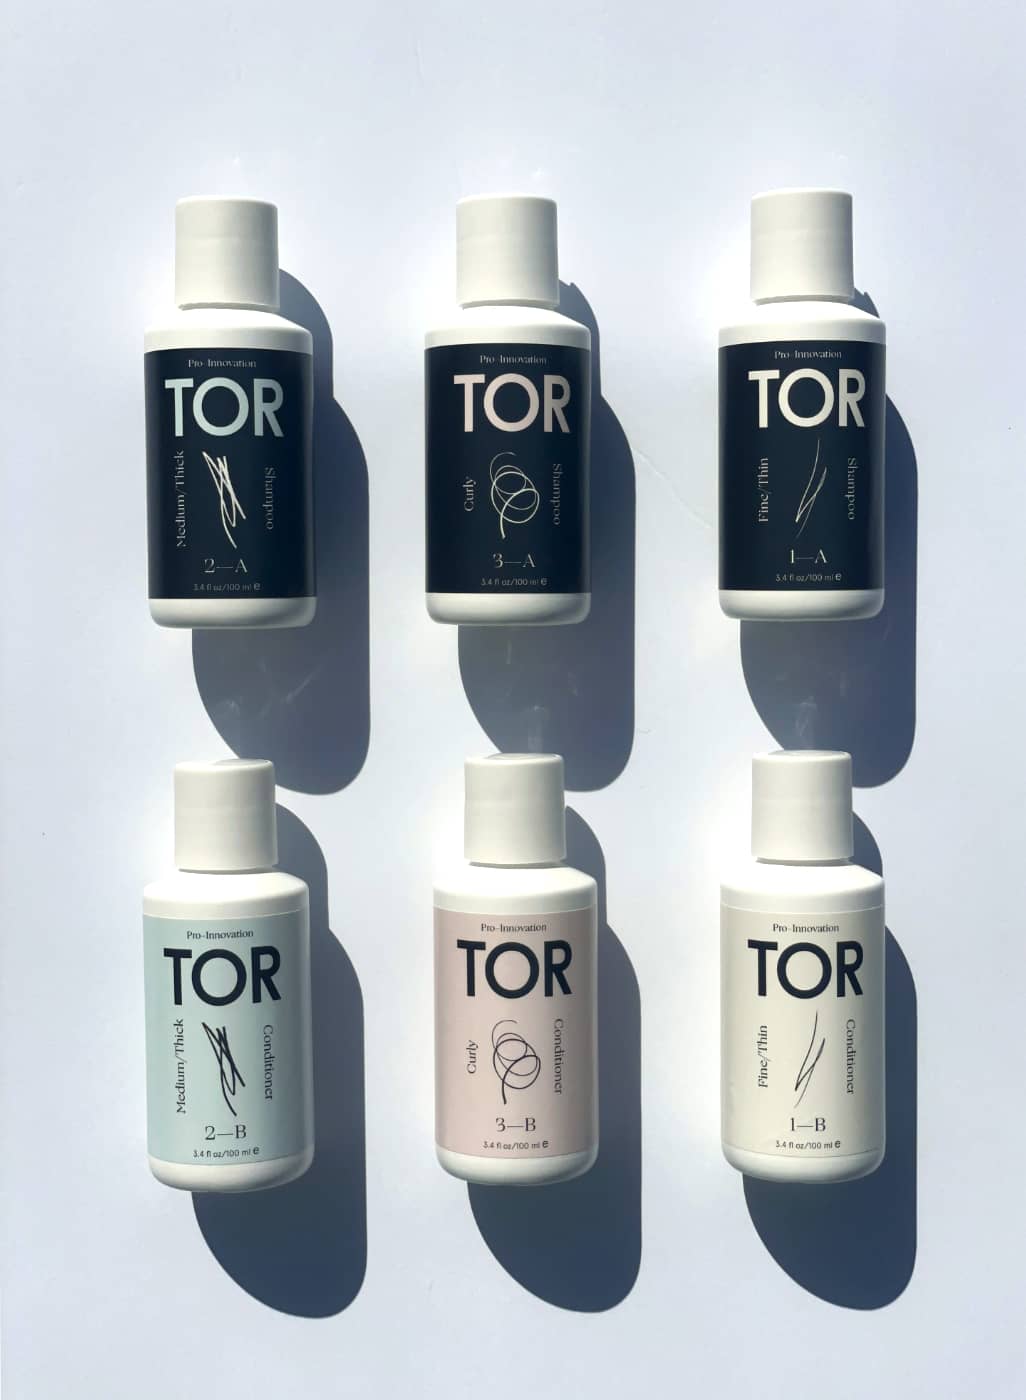 Pro-Innovation
TOR
Medium/Thick
Shampoo
2—A
3.4 fl oz/100 ml e
Pro-Innovation
TOR
Curly
Shampoo
3—A
3.4 fl oz/100 ml e
Pro-Innovation
TOR
Fine/Thin
Shampoo
1—A
3.4 fl oz/100 ml e
Pro-Innovation
TOR
Medium/Thick
Conditioner
2—B
3.4 fl oz/100 ml e
Pro-Innovation
TOR
Curly
Conditioner
3—B
3.4 fl oz/100 ml e
Pro-Innovation
TOR
Fine/Thin
Conditioner
1—B
3.4 fl oz/100 ml e